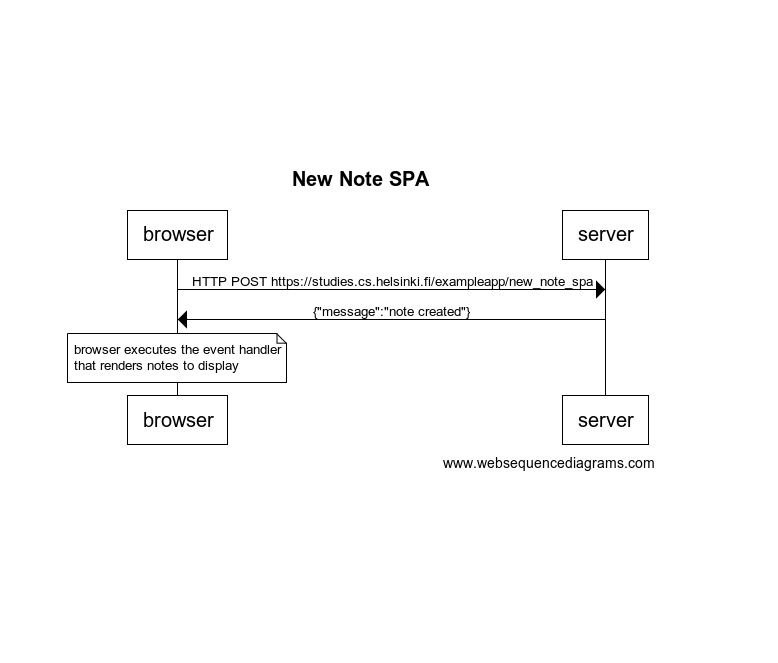 New Note SPA
browser
server
HTTP POST https://studies.cs.helsinki.fi/exampleapp/new_note_spa
{"message":"note created"}
browser executes the event handler
that renders notes to display
browser
server
www.websequencediagrams.com